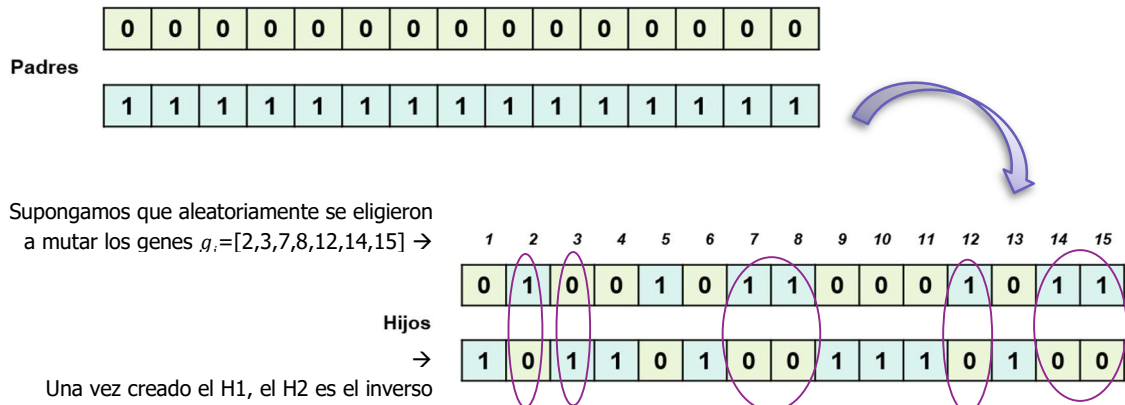 0 0 0 0 0 0 0 0 0 0 0 0 0 0 0
Padres
1 1 1 1 1 1 1 1 1 1 1 1 1 1 1
Supongamos que aleatoriamente se eligieron
a mutar los genes gᵢ=[2,3,7,8,12,14,15] →
1 2 3 4 5 6 7 8 9 10 11 12 13 14 15
0 1 0 0 1 0 1 1 0 0 0 1 0 1 1
Hijos
→
1 0 1 1 0 1 0 0 1 1 1 0 1 0 0
Una vez creado el H1, el H2 es el inverso